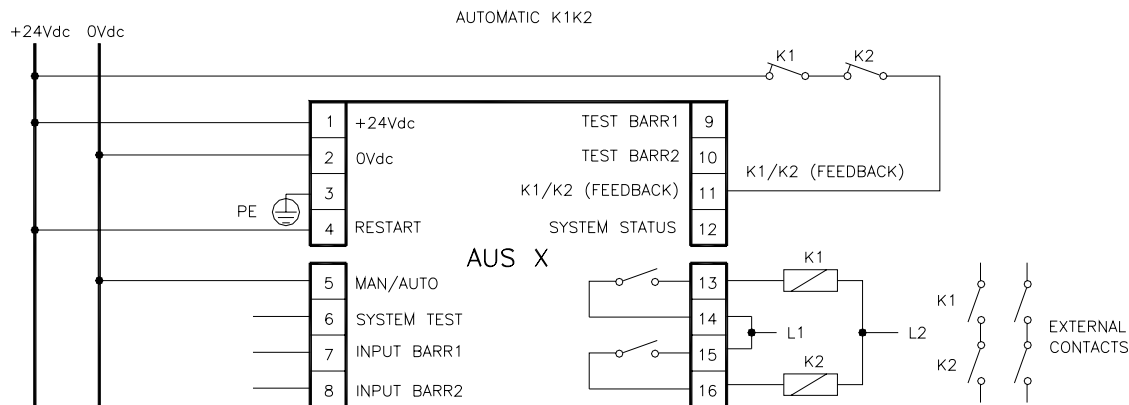 AUTOMATIC K1K2
+24Vdc 0Vdc
K1 K2
1 +24Vdc TEST BARR1 9
2 0Vdc TEST BARR2 10
K1/K2 (FEEDBACK)
3 K1/K2 (FEEDBACK) 11
PE
4 RESTART SYSTEM STATUS 12
AUS X
K1
5 MAN/AUTO 13
K1
6 SYSTEM TEST 14
L1 L2
EXTERNAL
CONTACTS
7 INPUT BARR1 15
K2 K2
8 INPUT BARR2 16